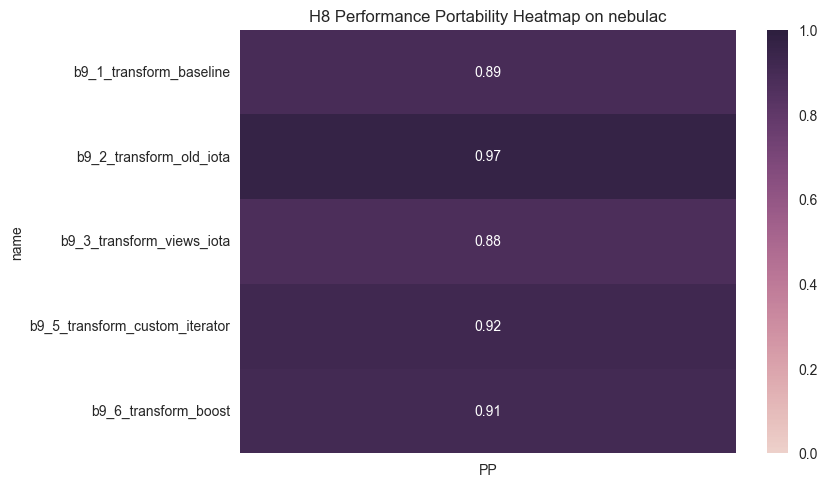 H8 Performance Portability Heatmap on nebulac
name
b9_1_transform_baseline
0.89
b9_2_transform_old_iota
0.97
b9_3_transform_views_iota
0.88
b9_5_transform_custom_iterator
0.92
b9_6_transform_boost
0.91
PP
1.0
0.8
0.6
0.4
0.2
0.0